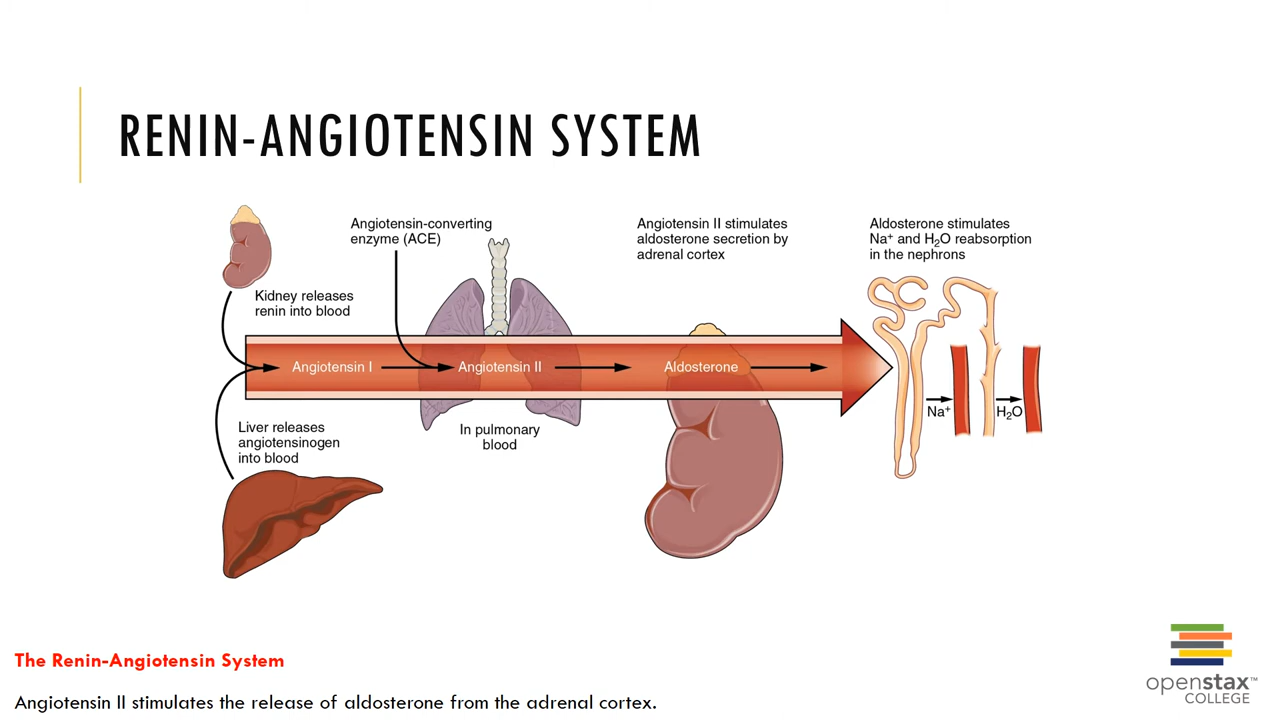 RENIN-ANGIOTENSIN SYSTEM
Angiotensin-converting
enzyme (ACE)
Angiotensin II stimulates
aldosterone secretion by
adrenal cortex
Aldosterone stimulates
Na⁺ and H₂O reabsorption
in the nephrons
Kidney releases
renin into blood
Angiotensin I
Angiotensin II
Aldosterone
Na⁺
H₂O
Liver releases
angiotensinogen
into blood
In pulmonary
blood
The Renin-Angiotensin System
Angiotensin II stimulates the release of aldosterone from the adrenal cortex.
openstax™
COLLEGE